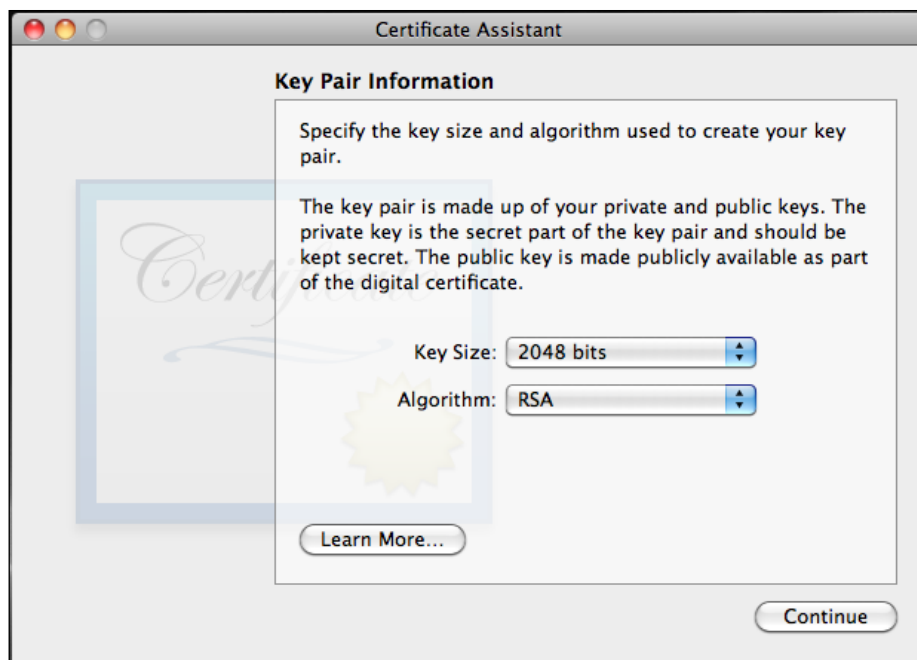 Certificate Assistant
Key Pair Information
Specify the key size and algorithm used to create your key
pair.
The key pair is made up of your private and public keys. The
private key is the secret part of the key pair and should be
kept secret. The public key is made publicly available as part
of the digital certificate.
Certificate
Key Size: 2048 bits
Algorithm: RSA
Learn More...
Continue